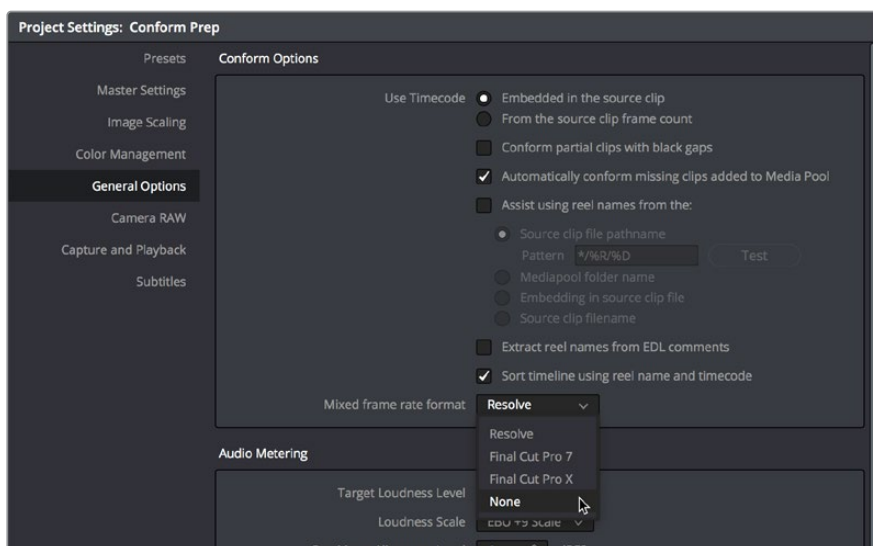 Project Settings: Conform Prep
Presets
Master Settings
Image Scaling
Color Management
General Options
Camera RAW
Capture and Playback
Subtitles
Conform Options
Use Timecode Embedded in the source clip
From the source clip frame count
Conform partial clips with black gaps
Automatically conform missing clips added to Media Pool
Assist using reel names from the:
Source clip file pathname
Pattern */%R/%D Test
Mediapool folder name
Embedding in source clip file
Source clip filename
Extract reel names from EDL comments
Sort timeline using reel name and timecode
Mixed frame rate format Resolve
Resolve
Final Cut Pro 7
Final Cut Pro X
None
Audio Metering
Target Loudness Level
Loudness Scale EBU +9 Scale